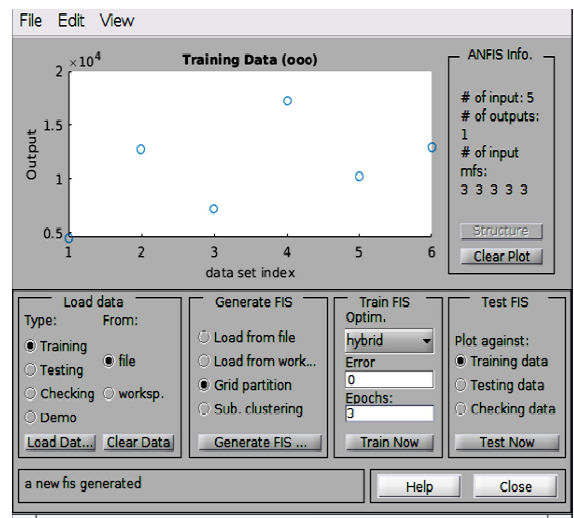 File Edit View
Training Data (ooo)
×10⁴
2
1.5
1
0.5
Output
1 2 3 4 5 6
data set index
ANFIS Info.
# of input: 5
# of outputs:
1
# of input
mfs:
3 3 3 3 3
Structure
Clear Plot
Load data
Type: From:
Training
Testing
Checking
Demo
file
worksp.
Load Dat... Clear Data
Generate FIS
Load from file
Load from work...
Grid partition
Sub. clustering
Generate FIS ...
Train FIS
Optim.
hybrid
Error
0
Epochs:
3
Train Now
Test FIS
Plot against:
Training data
Testing data
Checking data
Test Now
a new fis generated
Help Close